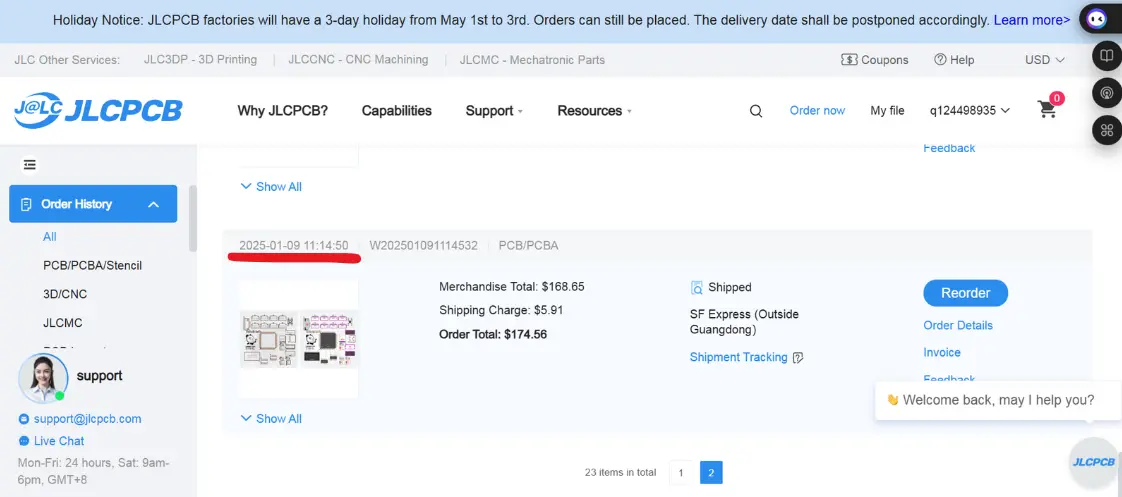 Holiday Notice: JLCPCB factories will have a 3-day holiday from May 1st to 3rd. Orders can still be placed. The delivery date shall be postponed accordingly. Learn more>
JLC Other Services: JLC3DP - 3D Printing | JLCCNC - CNC Machining | JLCMC - Mechatronic Parts Coupons Help USD
J@LC JLCPCB Why JLCPCB? Capabilities Support Resources Order now My file q124498935 0
Feedback
Show All
Order History
All
PCB/PCBA/Stencil
3D/CNC
JLCMC
support
support@jlcpcb.com
Live Chat
Mon-Fri: 24 hours, Sat: 9am-
6pm, GMT+8
2025-01-09 11:14:50 | W202501091114532 | PCB/PCBA
Merchandise Total: $168.65
Shipping Charge: $5.91
Order Total: $174.56
Shipped
SF Express (Outside
Guangdong)
Shipment Tracking
Reorder
Order Details
Invoice
Feedback
Show All
👋 Welcome back, may I help you?
JLCPCB
23 items in total 1 2